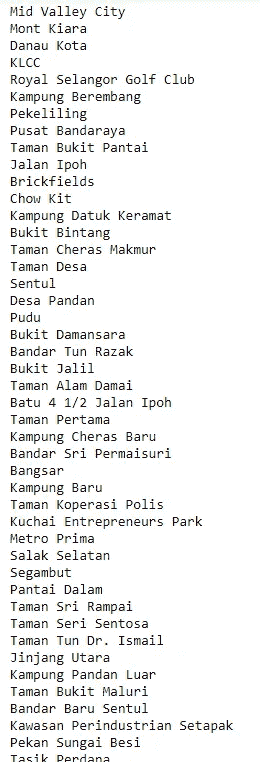 Mid Valley City
Mont Kiara
Danau Kota
KLCC
Royal Selangor Golf Club
Kampung Berembang
Pekeliling
Pusat Bandaraya
Taman Bukit Pantai
Jalan Ipoh
Brickfields
Chow Kit
Kampung Datuk Keramat
Bukit Bintang
Taman Cheras Makmur
Taman Desa
Sentul
Desa Pandan
Pudu
Bukit Damansara
Bandar Tun Razak
Bukit Jalil
Taman Alam Damai
Batu 4 1/2 Jalan Ipoh
Taman Pertama
Kampung Cheras Baru
Bandar Sri Permaisuri
Bangsar
Kampung Baru
Taman Koperasi Polis
Kuchai Entrepreneurs Park
Metro Prima
Salak Selatan
Segambut
Pantai Dalam
Taman Sri Rampai
Taman Seri Sentosa
Taman Tun Dr. Ismail
Jinjang Utara
Kampung Pandan Luar
Taman Bukit Maluri
Bandar Baru Sentul
Kawasan Perindustrian Setapak
Pekan Sungai Besi
Tasik Perdana